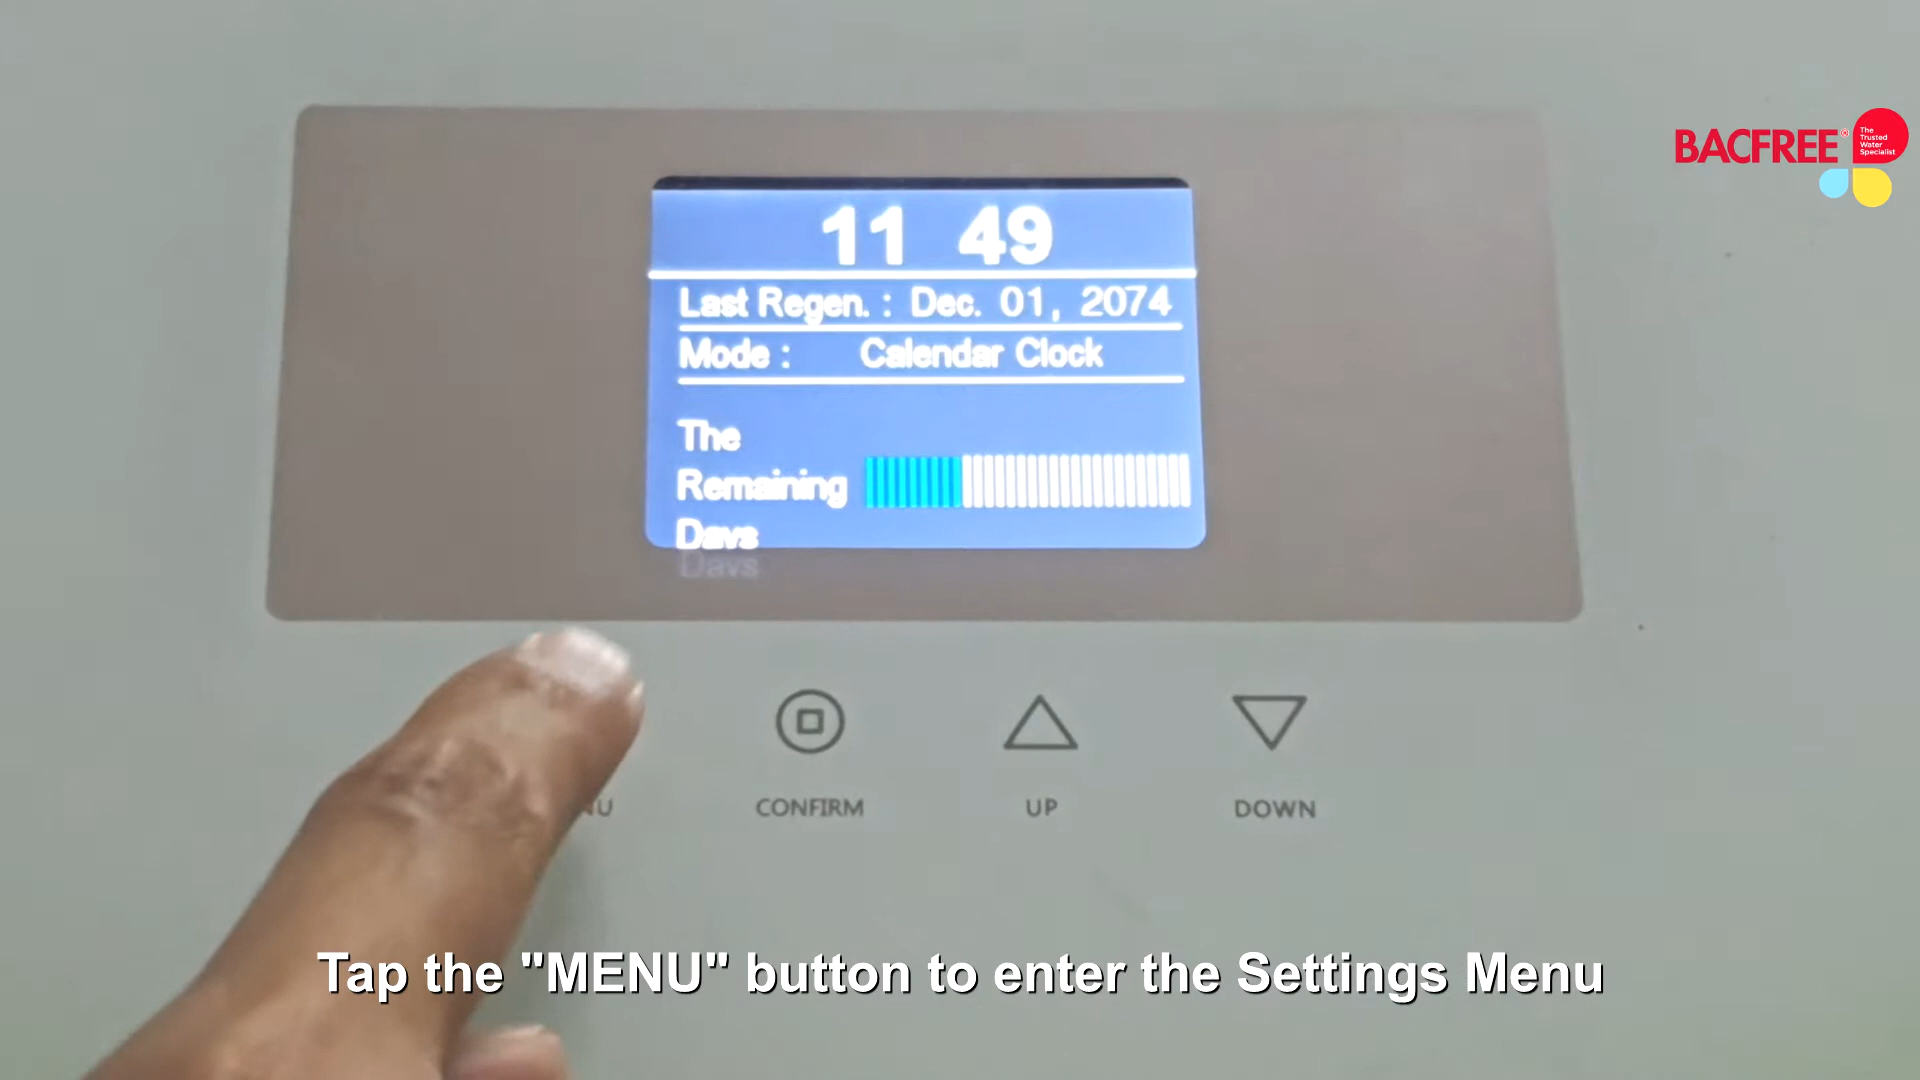 11 49
Last Regen. : Dec. 01, 2074
Mode : Calendar Clock
The
Remaining
Days
BACFREE®
The
Trusted
Water
Specialist
NU
CONFIRM
UP
DOWN
Tap the "MENU" button to enter the Settings Menu